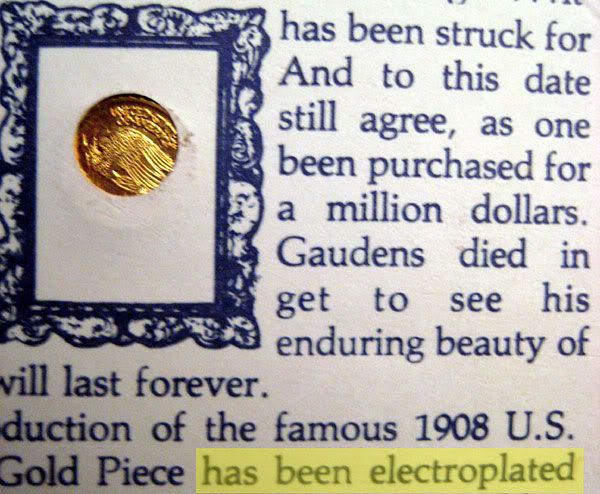 has been struck for
And to this date
still agree, as one
been purchased for
a million dollars.
Gaudens died in
get to see his
enduring beauty of
will last forever.
duction of the famous 1908 U.S.
Gold Piece has been electroplated